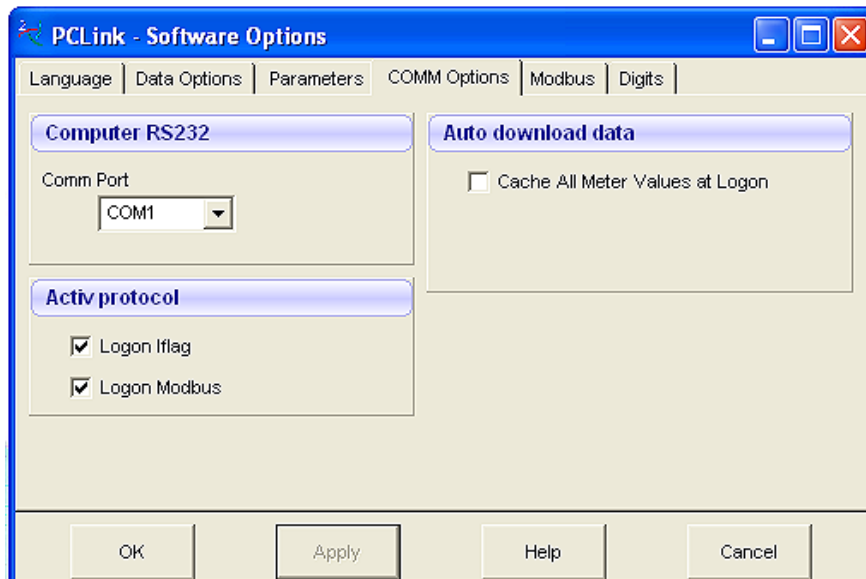 PCLink - Software Options
Language Data Options Parameters COMM Options Modbus Digits
Computer RS232
Comm Port
COM1
Activ protocol
Logon Iflag
Logon Modbus
Auto download data
Cache All Meter Values at Logon
OK Apply Help Cancel